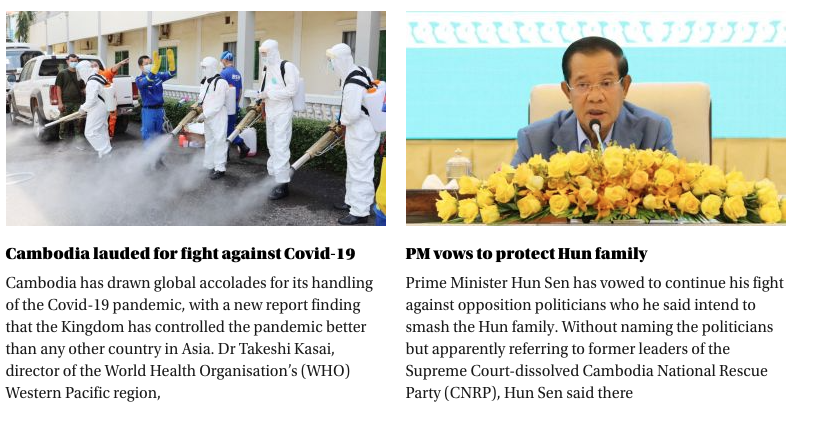 Cambodia lauded for fight against Covid-19
Cambodia has drawn global accolades for its handling
of the Covid-19 pandemic, with a new report finding
that the Kingdom has controlled the pandemic better
than any other country in Asia. Dr Takeshi Kasai,
director of the World Health Organisation’s (WHO)
Western Pacific region,
PM vows to protect Hun family
Prime Minister Hun Sen has vowed to continue his fight
against opposition politicians who he said intend to
smash the Hun family. Without naming the politicians
but apparently referring to former leaders of the
Supreme Court-dissolved Cambodia National Rescue
Party (CNRP), Hun Sen said there